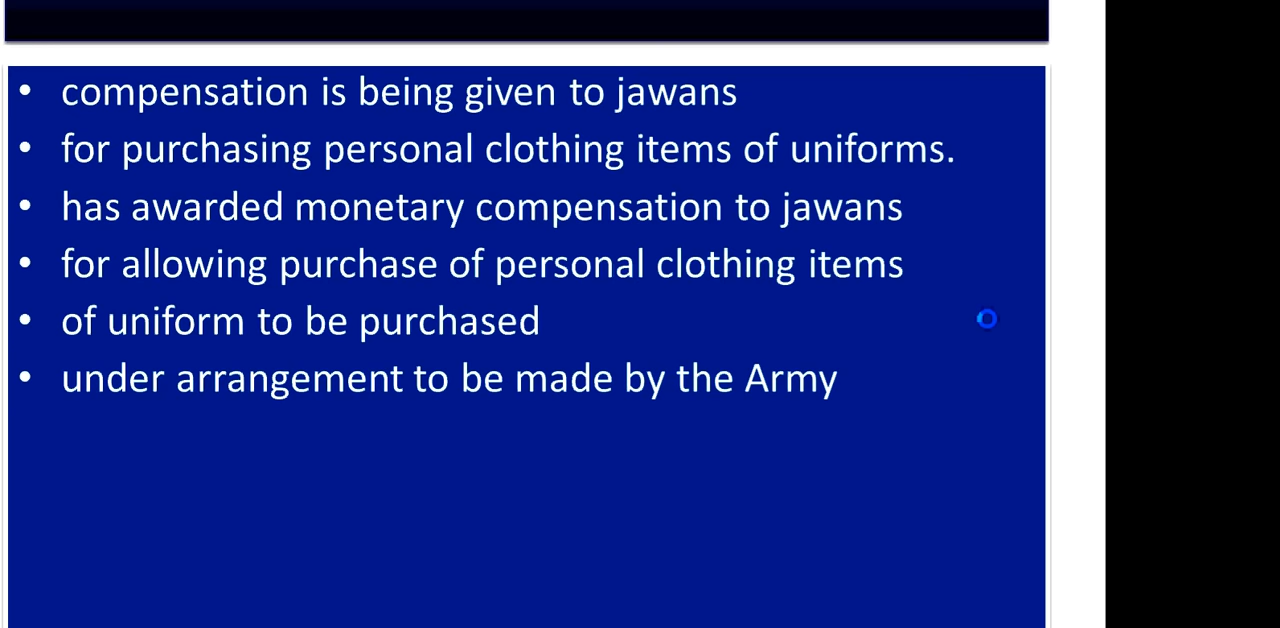 • compensation is being given to jawans
• for purchasing personal clothing items of uniforms.
• has awarded monetary compensation to jawans
• for allowing purchase of personal clothing items
• of uniform to be purchased
• under arrangement to be made by the Army